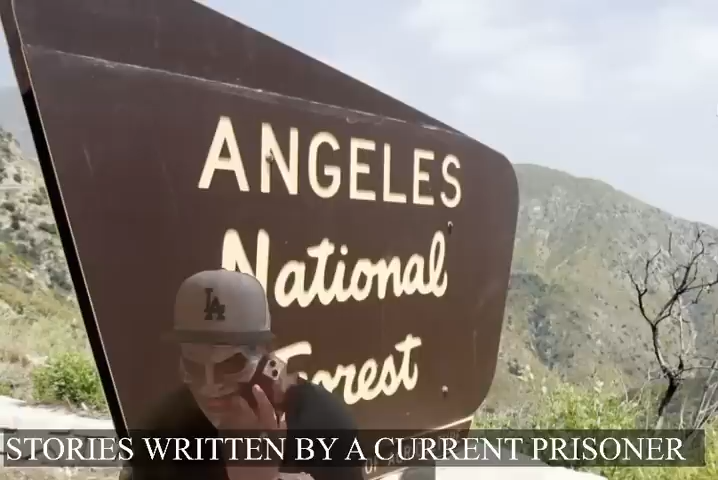 ANGELES
National
Forest
LA
STORIES WRITTEN BY A CURRENT PRISONER